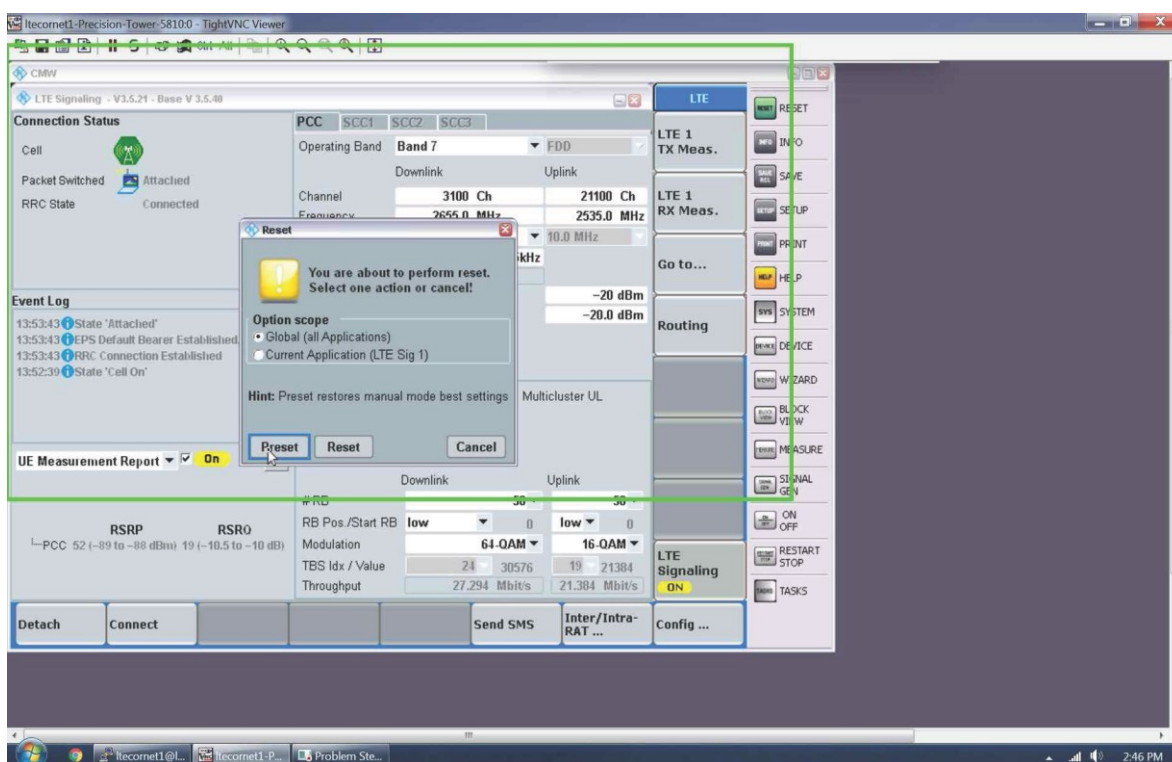 ltecornet1-Precision-Tower-5810:0 - TightVNC Viewer
CMW
LTE Signaling - V3.5.21 - Base V 3.5.40
Connection Status
Cell
Packet Switched Attached
RRC State Connected
PCC SCC1 SCC2 SCC3
Operating Band Band 7 FDD
Downlink Uplink
Channel 3100 Ch 21100 Ch
Frequency 2655.0 MHz 2535.0 MHz
10.0 MHz
kHz
-20 dBm
-20.0 dBm
Reset
You are about to perform reset.
Select one action or cancel!
Option scope
Global (all Applications)
Current Application (LTE Sig 1)
Hint: Preset restores manual mode best settings
Preset Reset Cancel
Multicluster UL
Event Log
13:53:43 State 'Attached'
13:53:43 EPS Default Bearer Established.
13:53:43 RRC Connection Established
13:52:39 State 'Cell On'
UE Measurement Report On
RSRP RSRQ
PCC 52 (-89 to -88 dBm) 19 (-10.5 to -10 dB)
Downlink Uplink
# RB 50 50
RB Pos./Start RB low 0 low 0
Modulation 64-QAM 16-QAM
TBS Idx / Value 24 30576 19 21384
Throughput 27.294 Mbit/s 21.384 Mbit/s
LTE
LTE 1
TX Meas.
LTE 1
RX Meas.
Go to...
Routing
LTE
Signaling
ON
RESET RESET
INFO INFO
SAVE
SETUP SETUP
PRINT PRINT
HELP HELP
SYS SYSTEM
DEVICE DEVICE
WIZARD
BLOCK
VIEW
MEASURE
SIGNAL
GEN
ON
OFF
RESTART
STOP
TASKS TASKS
Detach Connect Send SMS Inter/Intra-
RAT ... Config ...
ltecornet1@l... ltecornet1-P... Problem Ste... 2:46 PM